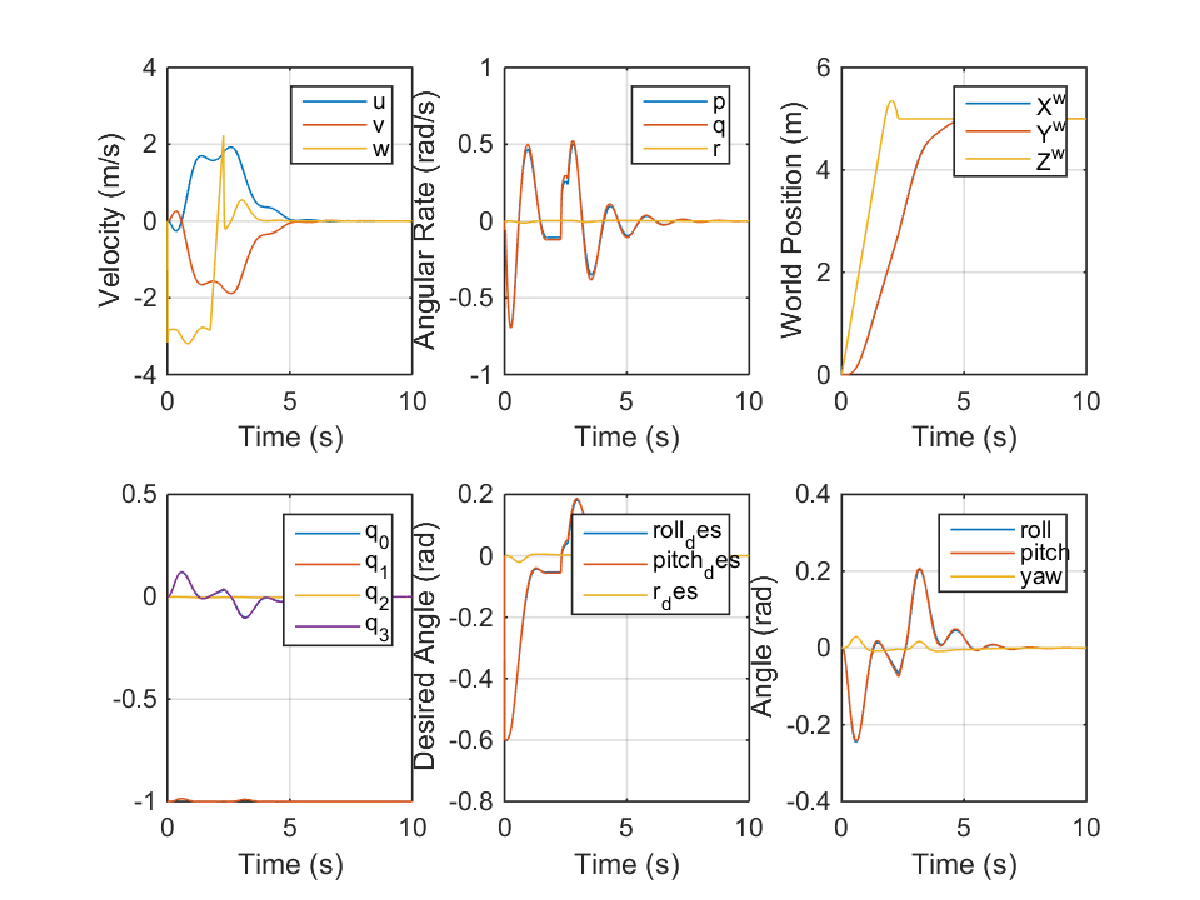 Velocity (m/s)
4
2
0
-2
-4
u
v
w
0 5 10
Time (s)
Angular Rate (rad/s)
1
0.5
0
-0.5
-1
p
q
r
0 5 10
Time (s)
World Position (m)
6
4
2
0
X^w
Y^w
Z^w
0 5 10
Time (s)
0.5
0
-0.5
-1
q_0
q_1
q_2
q_3
0 5 10
Time (s)
Desired Angle (rad)
0.2
0
-0.2
-0.4
-0.6
-0.8
roll_des
pitch_des
r_des
0 5 10
Time (s)
Angle (rad)
0.4
0.2
0
-0.2
-0.4
roll
pitch
yaw
0 5 10
Time (s)